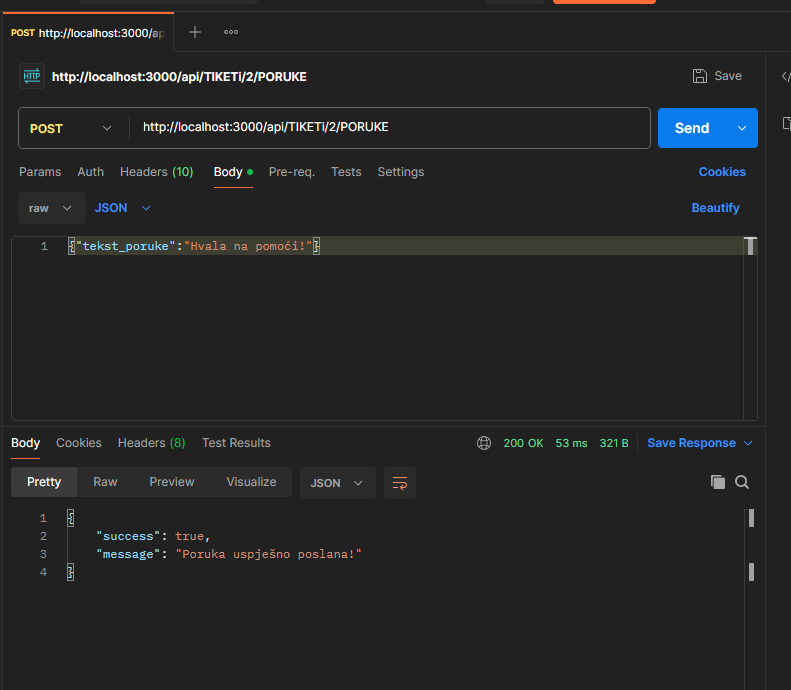 POST http://localhost:3000/ap
HTTP http://localhost:3000/api/TIKETi/2/PORUKE Save
POST http://localhost:3000/api/TIKETi/2/PORUKE Send
Params Auth Headers (10) Body Pre-req. Tests Settings Cookies
raw JSON Beautify
1 {"tekst_poruke":"Hvala na pomoći!"}
Body Cookies Headers (8) Test Results 200 OK 53 ms 321 B Save Response
Pretty Raw Preview Visualize JSON
1 {
2 "success": true,
3 "message": "Poruka uspješno poslana!"
4 }